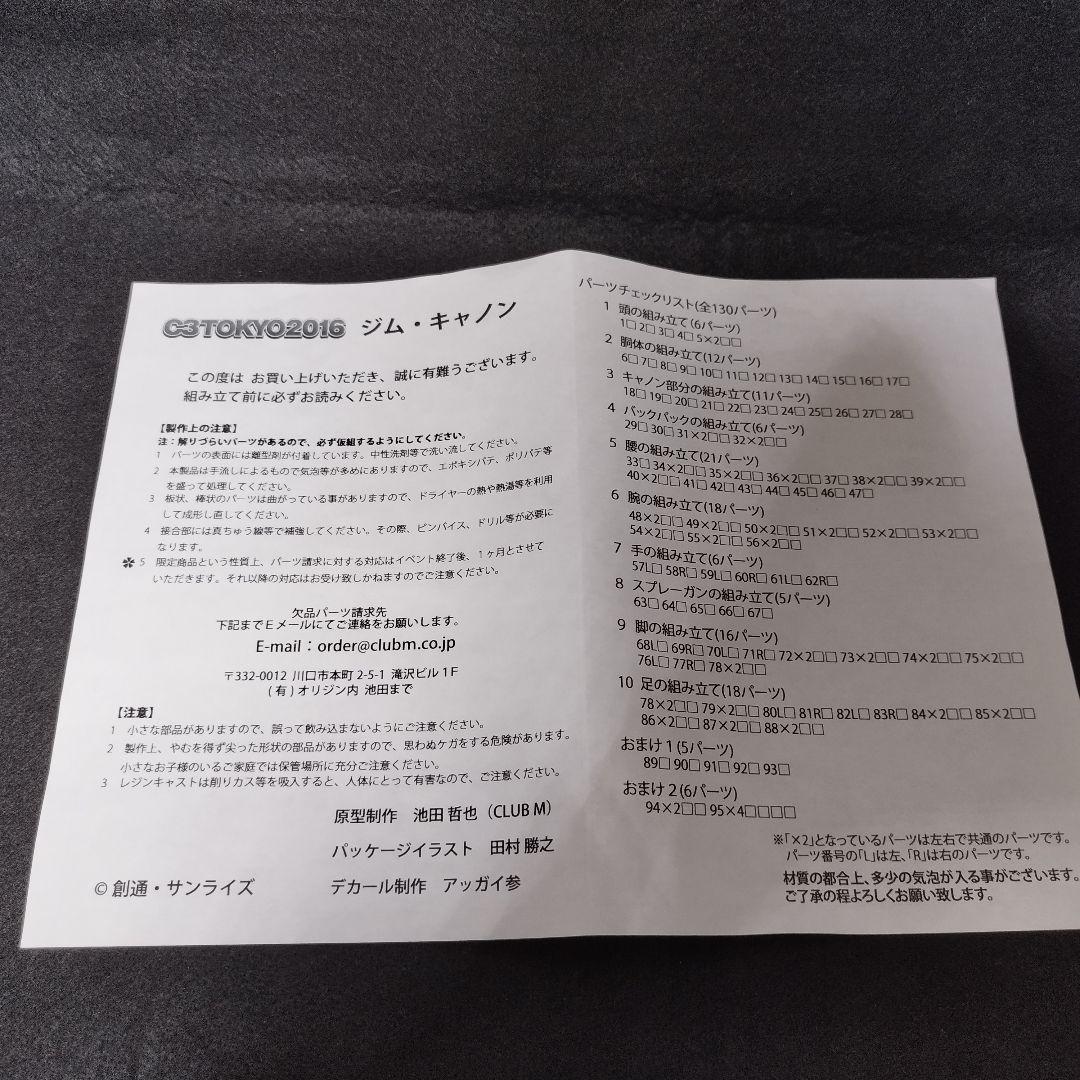 C3TOKYO2016 ジム・キャノン
この度は お買い上げいただき、誠に有難うございます。
組み立て前に必ずお読みください。
【製作上の注意】
注：解りづらいパーツがあるので、必ず仮組するようにしてください。
1 パーツの表面には離型剤が付着しています。中性洗剤等で洗い流してください。
2 本製品は手流しによるもので気泡等が多めにありますので、エポキシパテ、ポリパテ等
を盛って処理してください。
3 板状、棒状のパーツは曲がっている事がありますので、ドライヤーの熱や熱湯等を利用
して成形し直してください。
4 接合部には真ちゅう線等で補強してください。その際、ピンバイス、ドリル等が必要に
なります。
✽ 5 限定商品という性質上、パーツ請求に対する対応はイベント終了後、1ヶ月とさせて
いただきます。それ以降の対応はお受け致しかねますのでご注意ください。
欠品パーツ請求先
下記までEメールにてご連絡をお願いします。
E-mail：order@clubm.co.jp
〒332-0012 川口市本町 2-5-1 滝沢ビル 1F
(有) オリジン内 池田まで
【注意】
1 小さな部品がありますので、誤って飲み込まないようにご注意ください。
2 製作上、やむを得ず尖った形状の部品がありますので、思わぬケガをする危険があります。
小さなお子様のいるご家庭では保管場所に充分ご注意ください。
3 レジンキャストは削りカス等を吸入すると、人体にとって有害なので、ご注意ください。
原型制作 池田 哲也（CLUB M）
パッケージイラスト 田村 勝之
© 創通・サンライズ デカール制作 アッガイ参
パーツチェックリスト(全130パーツ)
1 頭の組み立て(6パーツ)
1□ 2□ 3□ 4□ 5×2□□
2 胴体の組み立て(12パーツ)
6□ 7□ 8□ 9□ 10□ 11□ 12□ 13□ 14□ 15□ 16□ 17□
3 キャノン部分の組み立て(11パーツ)
18□ 19□ 20□ 21□ 22□ 23□ 24□ 25□ 26□ 27□ 28□
4 バックパックの組み立て(6パーツ)
29□ 30□ 31×2□□ 32×2□□
5 腰の組み立て(21パーツ)
33□ 34×2□□ 35×2□□ 36×2□□ 37□ 38×2□□ 39×2□□
40×2□□ 41□ 42□ 43□ 44□ 45□ 46□ 47□
6 腕の組み立て(18パーツ)
48×2□□ 49×2□□ 50×2□□ 51×2□□ 52×2□□ 53×2□□
54×2□□ 55×2□□ 56×2□□
7 手の組み立て(6パーツ)
57L□ 58R□ 59L□ 60R□ 61L□ 62R□
8 スプレーガンの組み立て(5パーツ)
63□ 64□ 65□ 66□ 67□
9 脚の組み立て(16パーツ)
68L□ 69R□ 70L□ 71R□ 72×2□□ 73×2□□ 74×2□□ 75×2□□
76L□ 77R□ 78×2□□
10 足の組み立て(18パーツ)
78×2□□ 79×2□□ 80L□ 81R□ 82L□ 83R□ 84×2□□ 85×2□□
86×2□□ 87×2□□ 88×2□□
おまけ 1 (5パーツ)
89□ 90□ 91□ 92□ 93□
おまけ 2 (6パーツ)
94×2□□ 95×4□□□□
※「×2」となっているパーツは左右で共通のパーツです。
パーツ番号の「L」は左、「R」は右のパーツです。
材質の都合上、多少の気泡が入る事がございます。
ご了承の程よろしくお願い致します。